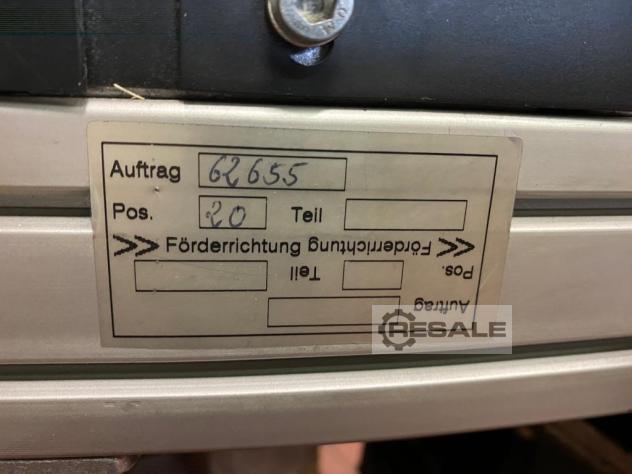 Auftrag 62655
Pos. 20 Teil
>> Förderrichtung Förderrichtung >>
Teil Pos.
Auftrag
RESALE